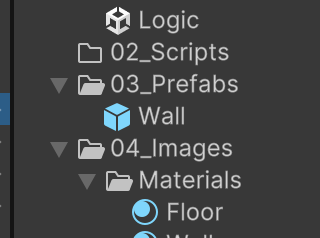 Logic
02_Scripts
03_Prefabs
Wall
04_Images
Materials
Floor